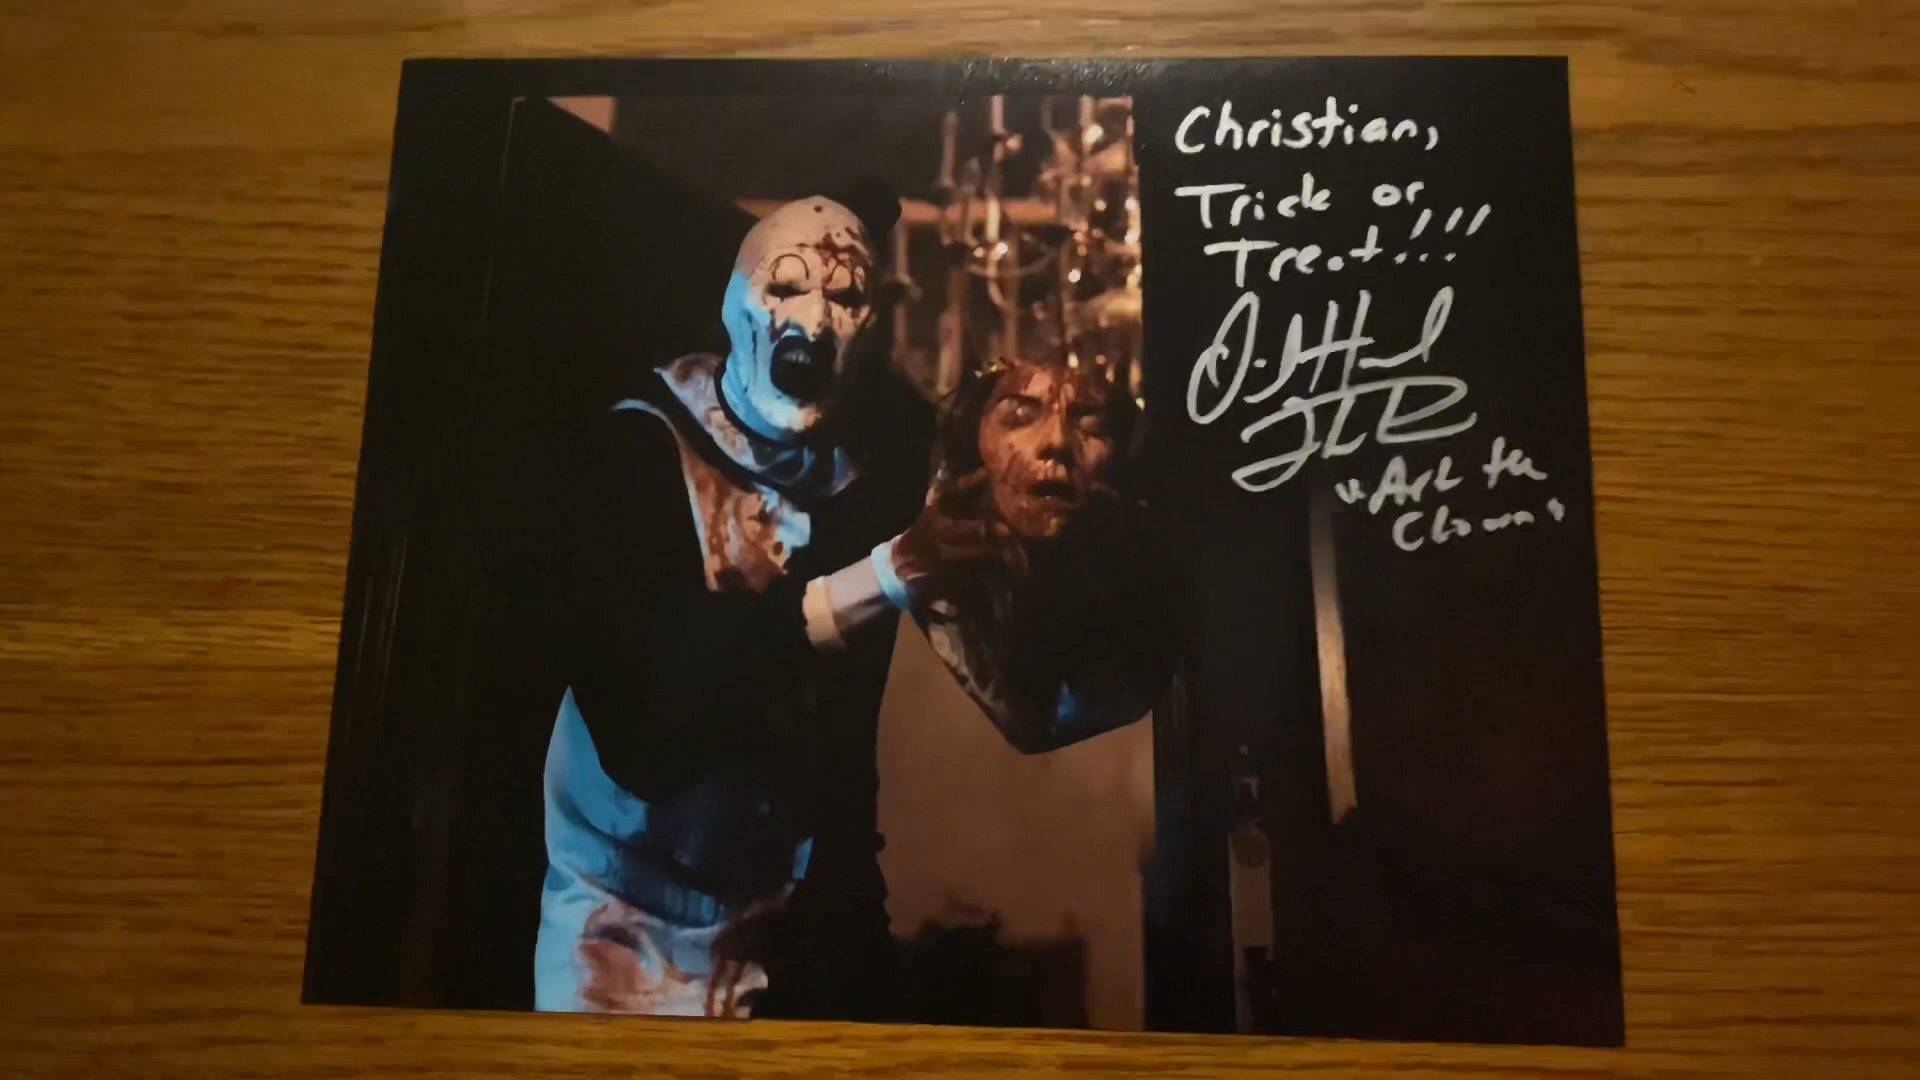 Christian,
Trick or
Treat!!!
"Art the
Clown"